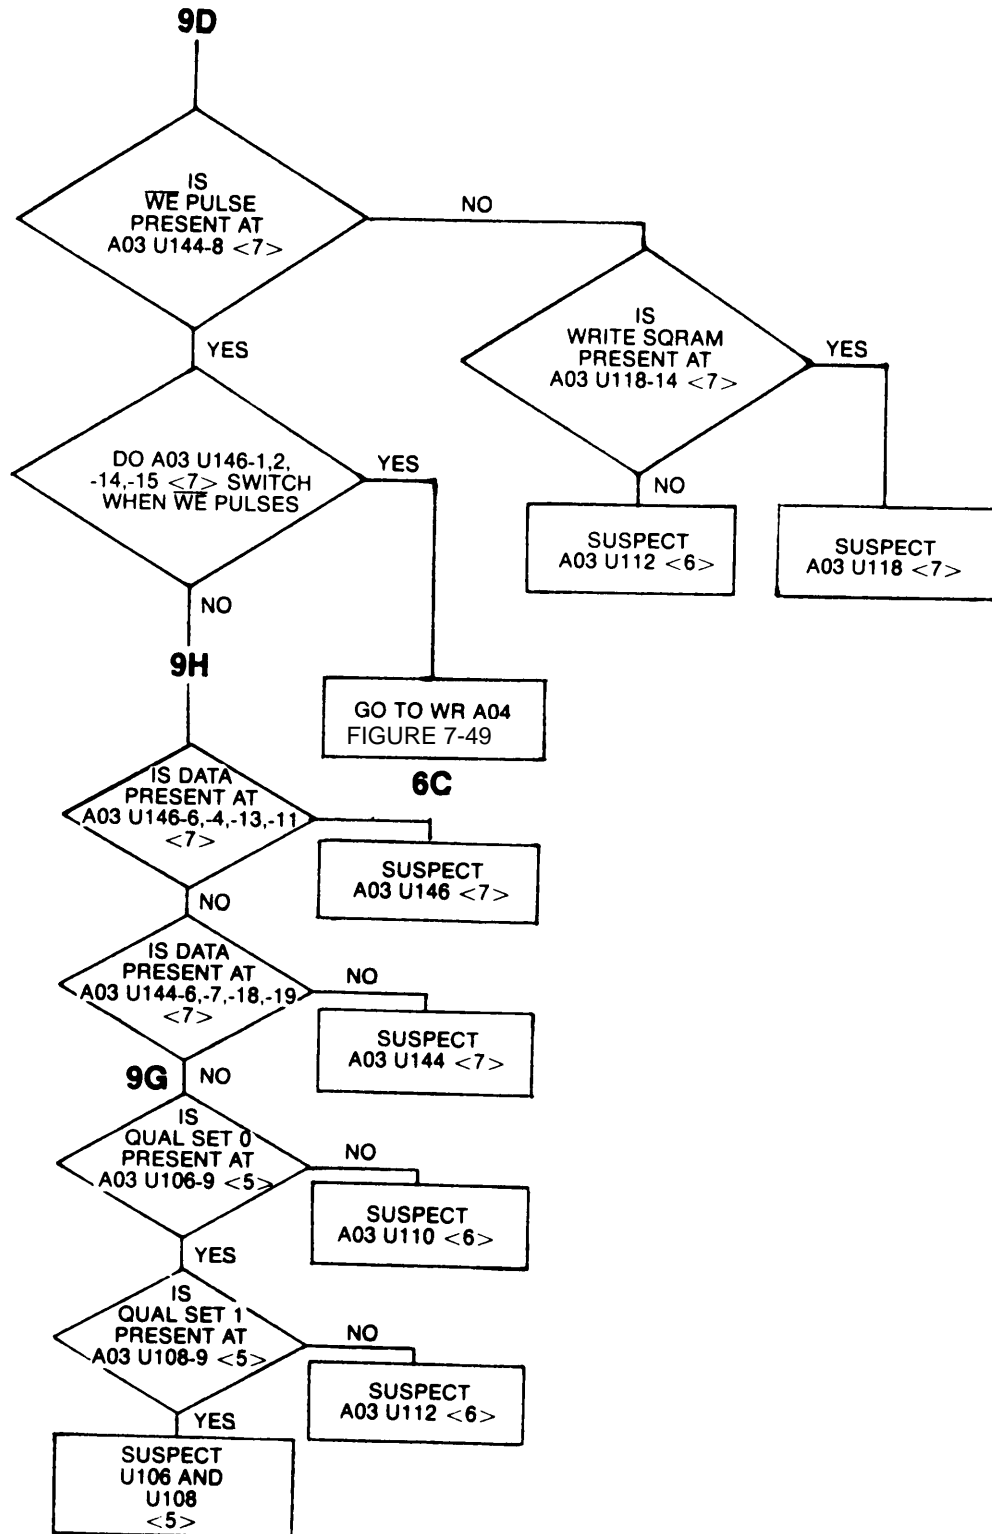 9D
IS
WE PULSE
PRESENT AT
A03 U144-8 <7>
NO
YES
IS
WRITE SQRAM
PRESENT AT
A03 U118-14 <7>
YES
NO
SUSPECT
A03 U112 <6>
SUSPECT
A03 U118 <7>
DO A03 U146-1,2,
-14,-15 <7> SWITCH
WHEN WE PULSES
YES
NO
9H
GO TO WR A04
FIGURE 7-49
6C
IS DATA
PRESENT AT
A03 U146-6,-4,-13,-11
<7>
SUSPECT
A03 U146 <7>
NO
IS DATA
PRESENT AT
A03 U144-6,-7,-18,-19
<7>
NO
SUSPECT
A03 U144 <7>
9G
NO
IS
QUAL SET 0
PRESENT AT
A03 U106-9 <5>
NO
SUSPECT
A03 U110 <6>
YES
IS
QUAL SET 1
PRESENT AT
A03 U108-9 <5>
NO
SUSPECT
A03 U112 <6>
YES
SUSPECT
U106 AND
U108
<5>